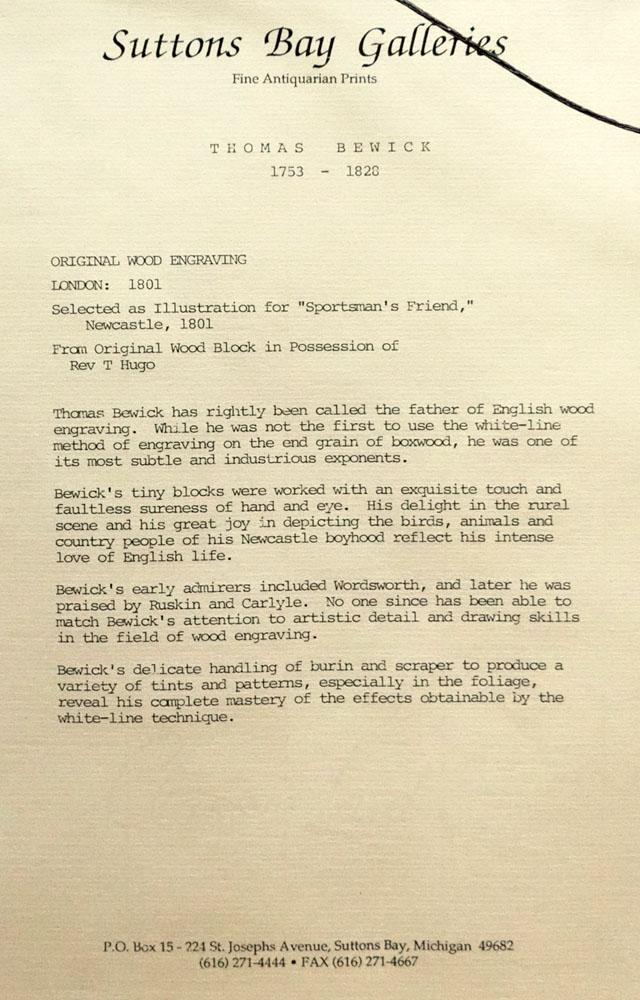 Suttons Bay Galleries
Fine Antiquarian Prints
THOMAS BEWICK
1753 - 1828
ORIGINAL WOOD ENGRAVING
LONDON: 1801
Selected as Illustration for "Sportsman's Friend,"
Newcastle, 1801
From Original Wood Block in Possession of
Rev T Hugo
Thomas Bewick has rightly been called the father of English wood
engraving. While he was not the first to use the white-line
method of engraving on the end grain of boxwood, he was one of
its most subtle and industrious exponents.
Bewick's tiny blocks were worked with an exquisite touch and
faultless sureness of hand and eye. His delight in the rural
scene and his great joy in depicting the birds, animals and
country people of his Newcastle boyhood reflect his intense
love of English life.
Bewick's early admirers included Wordsworth, and later he was
praised by Ruskin and Carlyle. No one since has been able to
match Bewick's attention to artistic detail and drawing skills
in the field of wood engraving.
Bewick's delicate handling of burin and scraper to produce a
variety of tints and patterns, especially in the foliage,
reveal his complete mastery of the effects obtainable by the
white-line technique.
P.O. Box 15 - 224 St. Josephs Avenue, Suttons Bay, Michigan 49682
(616) 271-4444 • FAX (616) 271-4667